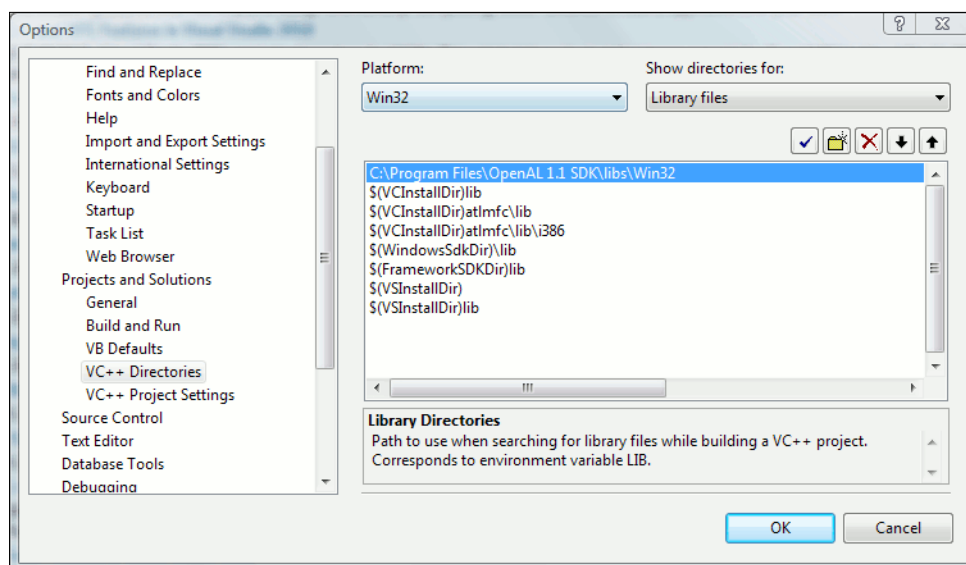 Options
Find and Replace
Fonts and Colors
Help
Import and Export Settings
International Settings
Keyboard
Startup
Task List
Web Browser
Projects and Solutions
General
Build and Run
VB Defaults
VC++ Directories
VC++ Project Settings
Source Control
Text Editor
Database Tools
Debugging
Platform:
Win32
Show directories for:
Library files
C:\Program Files\OpenAL 1.1 SDK\libs\Win32
$(VCInstallDir)lib
$(VCInstallDir)atlmfc\lib
$(VCInstallDir)atlmfc\lib\i386
$(WindowsSdkDir)\lib
$(FrameworkSDKDir)lib
$(VSInstallDir)
$(VSInstallDir)lib
Library Directories
Path to use when searching for library files while building a VC++ project.
Corresponds to environment variable LIB.
OK
Cancel